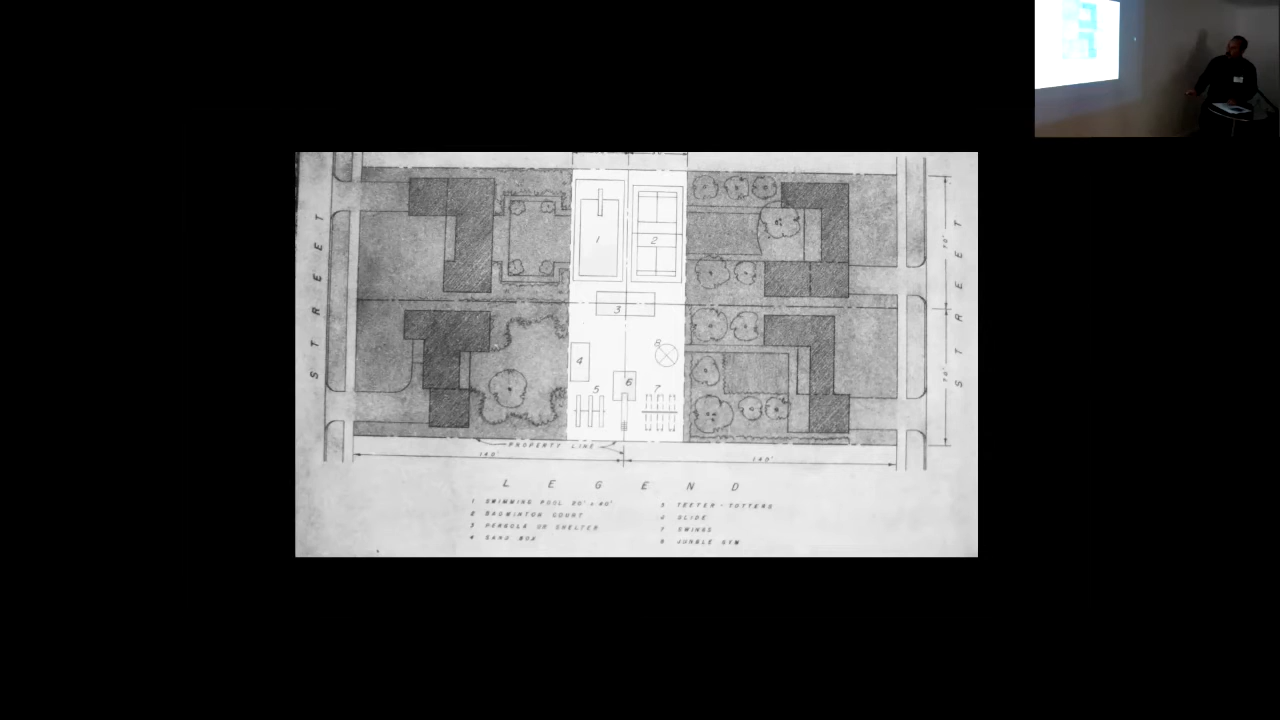 STREET
STREET
1
2
3
4
5
6
7
8
70'
70'
PROPERTY LINE
140'
140'
LEGEND
1 SWIMMING POOL 20' x 40'
2 BADMINTON COURT
3 PERGOLA OR SHELTER
4 SAND BOX
5 TEETER-TOTTERS
6 SLIDE
7 SWINGS
8 JUNGLE GYM